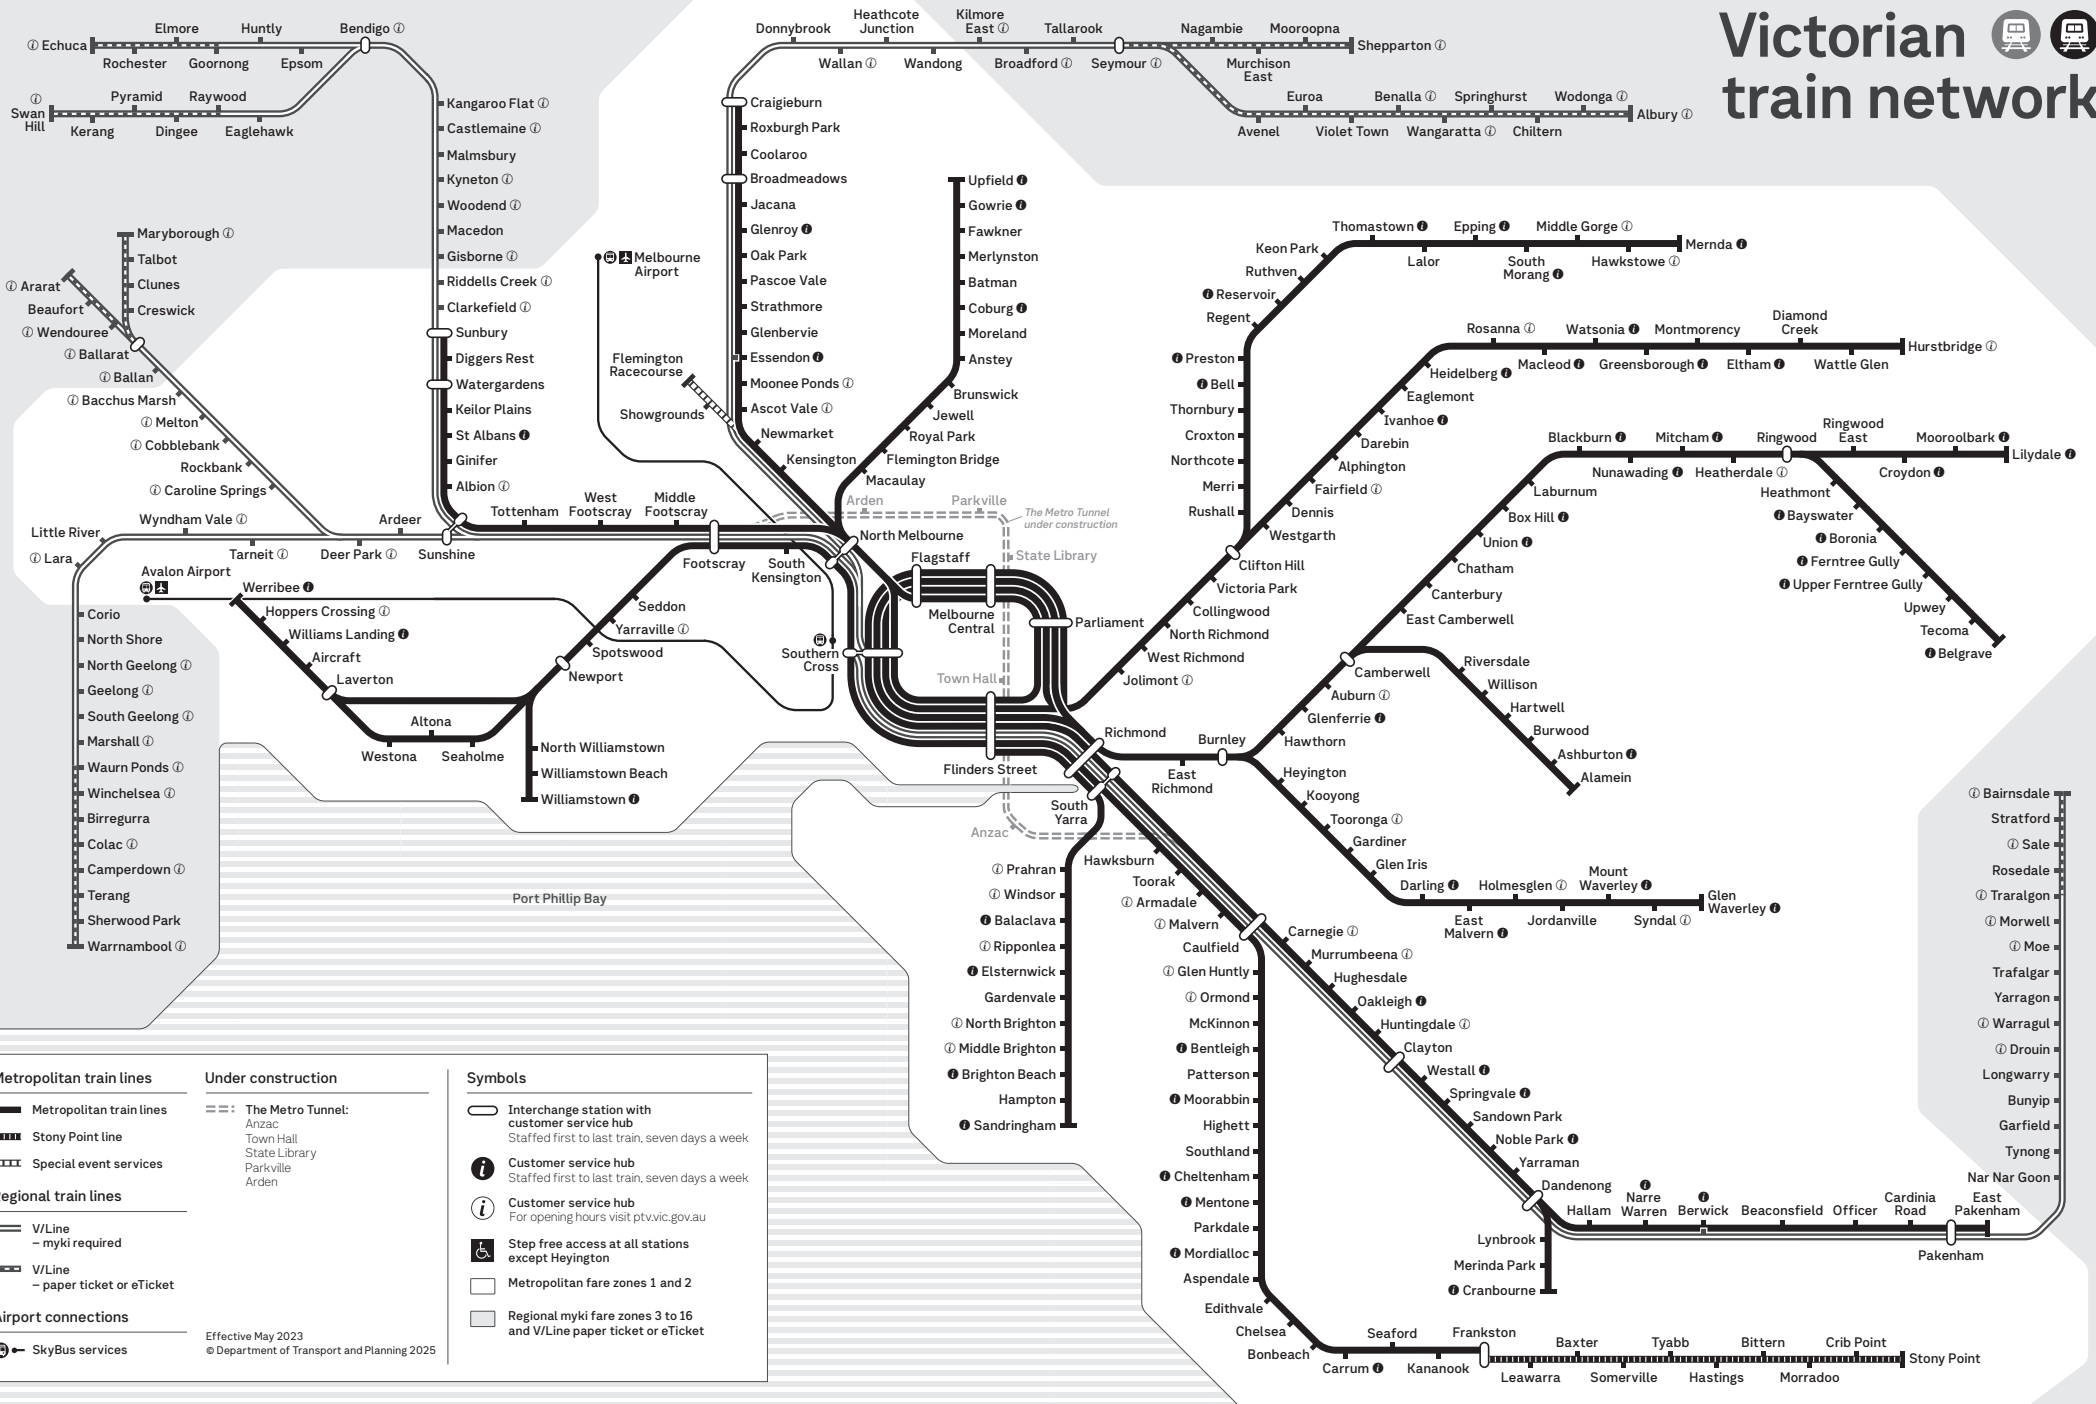 Victorian
train network
Echuca
Elmore
Rochester
Goornong
Huntly
Epsom
Bendigo
Swan
Hill
Kerang
Pyramid
Dingee
Raywood
Eaglehawk
Kangaroo Flat
Castlemaine
Malmsbury
Kyneton
Woodend
Macedon
Gisborne
Riddells Creek
Clarkefield
Sunbury
Diggers Rest
Watergardens
Keilor Plains
St Albans
Ginifer
Albion
Maryborough
Talbot
Clunes
Creswick
Ararat
Beaufort
Wendouree
Ballarat
Ballan
Bacchus Marsh
Melton
Cobblebank
Rockbank
Caroline Springs
Little River
Lara
Wyndham Vale
Tarneit
Deer Park
Ardeer
Sunshine
Tottenham
West
Footscray
Middle
Footscray
Footscray
South
Kensington
Avalon Airport
Werribee
Hoppers Crossing
Williams Landing
Aircraft
Laverton
Westona
Altona
Seaholme
Seddon
Yarraville
Spotswood
Newport
North Williamstown
Williamstown Beach
Williamstown
Corio
North Shore
North Geelong
Geelong
South Geelong
Marshall
Waurn Ponds
Winchelsea
Birregurra
Colac
Camperdown
Terang
Sherwood Park
Warrnambool
Port Phillip Bay
Donnybrook
Wallan
Heathcote
Junction
Wandong
Kilmore
East
Broadford
Tallarook
Seymour
Nagambie
Murchison
East
Mooroopna
Shepparton
Avenel
Euroa
Violet Town
Benalla
Wangaratta
Springhurst
Chiltern
Wodonga
Albury
Craigieburn
Roxburgh Park
Coolaroo
Broadmeadows
Jacana
Glenroy
Oak Park
Pascoe Vale
Strathmore
Glenbervie
Essendon
Moonee Ponds
Ascot Vale
Newmarket
Kensington
Melbourne
Airport
Flemington
Racecourse
Showgrounds
Upfield
Gowrie
Fawkner
Merlynston
Batman
Coburg
Moreland
Anstey
Brunswick
Jewell
Royal Park
Flemington Bridge
Macaulay
Arden
Parkville
The Metro Tunnel
under construction
State Library
Town Hall
Anzac
North Melbourne
Flagstaff
Melbourne
Central
Parliament
Southern
Cross
Flinders Street
Richmond
South
Yarra
Mernda
Hawkstowe
Middle Gorge
South
Morang
Epping
Lalor
Thomastown
Keon Park
Ruthven
Reservoir
Regent
Preston
Bell
Thornbury
Croxton
Northcote
Merri
Rushall
Hurstbridge
Wattle Glen
Diamond
Creek
Eltham
Montmorency
Greensborough
Watsonia
Macleod
Rosanna
Heidelberg
Eaglemont
Ivanhoe
Darebin
Alphington
Fairfield
Dennis
Westgarth
Clifton Hill
Victoria Park
Collingwood
North Richmond
West Richmond
Jolimont
Lilydale
Mooroolbark
Croydon
Ringwood
East
Ringwood
Heatherdale
Mitcham
Nunawading
Blackburn
Laburnum
Box Hill
Union
Chatham
Canterbury
East Camberwell
Camberwell
Auburn
Glenferrie
Hawthorn
Burnley
East
Richmond
Heathmont
Bayswater
Boronia
Ferntree Gully
Upper Ferntree Gully
Upwey
Tecoma
Belgrave
Riversdale
Willison
Hartwell
Burwood
Ashburton
Alamein
Heyington
Kooyong
Tooronga
Gardiner
Glen Iris
Darling
East
Malvern
Holmesglen
Jordanville
Mount
Waverley
Syndal
Glen
Waverley
Prahran
Windsor
Balaclava
Ripponlea
Elsternwick
Gardenvale
North Brighton
Middle Brighton
Brighton Beach
Hampton
Sandringham
Hawksburn
Toorak
Armadale
Malvern
Caulfield
Glen Huntly
Ormond
McKinnon
Bentleigh
Patterson
Moorabbin
Highett
Southland
Cheltenham
Mentone
Parkdale
Mordialloc
Aspendale
Edithvale
Chelsea
Bonbeach
Carrum
Seaford
Kananook
Frankston
Leawarra
Baxter
Somerville
Tyabb
Hastings
Bittern
Morradoo
Crib Point
Stony Point
Carnegie
Murrumbeena
Hughesdale
Oakleigh
Huntingdale
Clayton
Westall
Springvale
Sandown Park
Noble Park
Yarraman
Dandenong
Hallam
Narre
Warren
Berwick
Beaconsfield
Officer
Cardinia
Road
Pakenham
East
Pakenham
Lynbrook
Merinda Park
Cranbourne
Bairnsdale
Stratford
Sale
Rosedale
Traralgon
Morwell
Moe
Trafalgar
Yarragon
Warragul
Drouin
Longwarry
Bunyip
Garfield
Tynong
Nar Nar Goon
Metropolitan train lines
Metropolitan train lines
Stony Point line
Special event services
Regional train lines
V/Line
– myki required
V/Line
– paper ticket or eTicket
Airport connections
SkyBus services
Under construction
The Metro Tunnel:
Anzac
Town Hall
State Library
Parkville
Arden
Effective May 2023
© Department of Transport and Planning 2025
Symbols
Interchange station with
customer service hub
Staffed first to last train, seven days a week
Customer service hub
Staffed first to last train, seven days a week
Customer service hub
For opening hours visit ptv.vic.gov.au
Step free access at all stations
except Heyington
Metropolitan fare zones 1 and 2
Regional myki fare zones 3 to 16
and V/Line paper ticket or eTicket